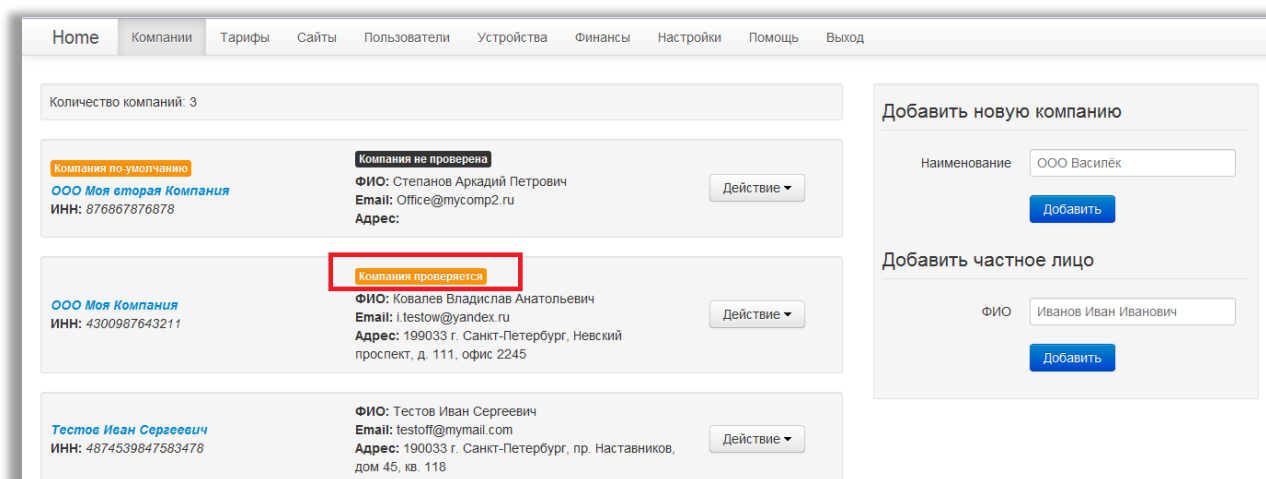 Home Компании Тарифы Сайты Пользователи Устройства Финансы Настройки Помощь Выход
Количество компаний: 3
Компания по-умолчанию
ООО Моя вторая Компания
ИНН: 876867876878
Компания не проверена
ФИО: Степанов Аркадий Петрович
Email: Office@mycomp2.ru
Адрес:
Действие
ООО Моя Компания
ИНН: 4300987643211
Компания проверяется
ФИО: Ковалев Владислав Анатольевич
Email: i.testow@yandex.ru
Адрес: 199033 г. Санкт-Петербург, Невский
проспект, д. 111, офис 2245
Действие
Тестов Иван Сергеевич
ИНН: 4874539847583478
ФИО: Тестов Иван Сергеевич
Email: testoff@mymail.com
Адрес: 190033 г. Санкт-Петербург, пр. Наставников,
дом 45, кв. 118
Действие
Добавить новую компанию
Наименование ООО Василёк
Добавить
Добавить частное лицо
ФИО Иванов Иван Иванович
Добавить